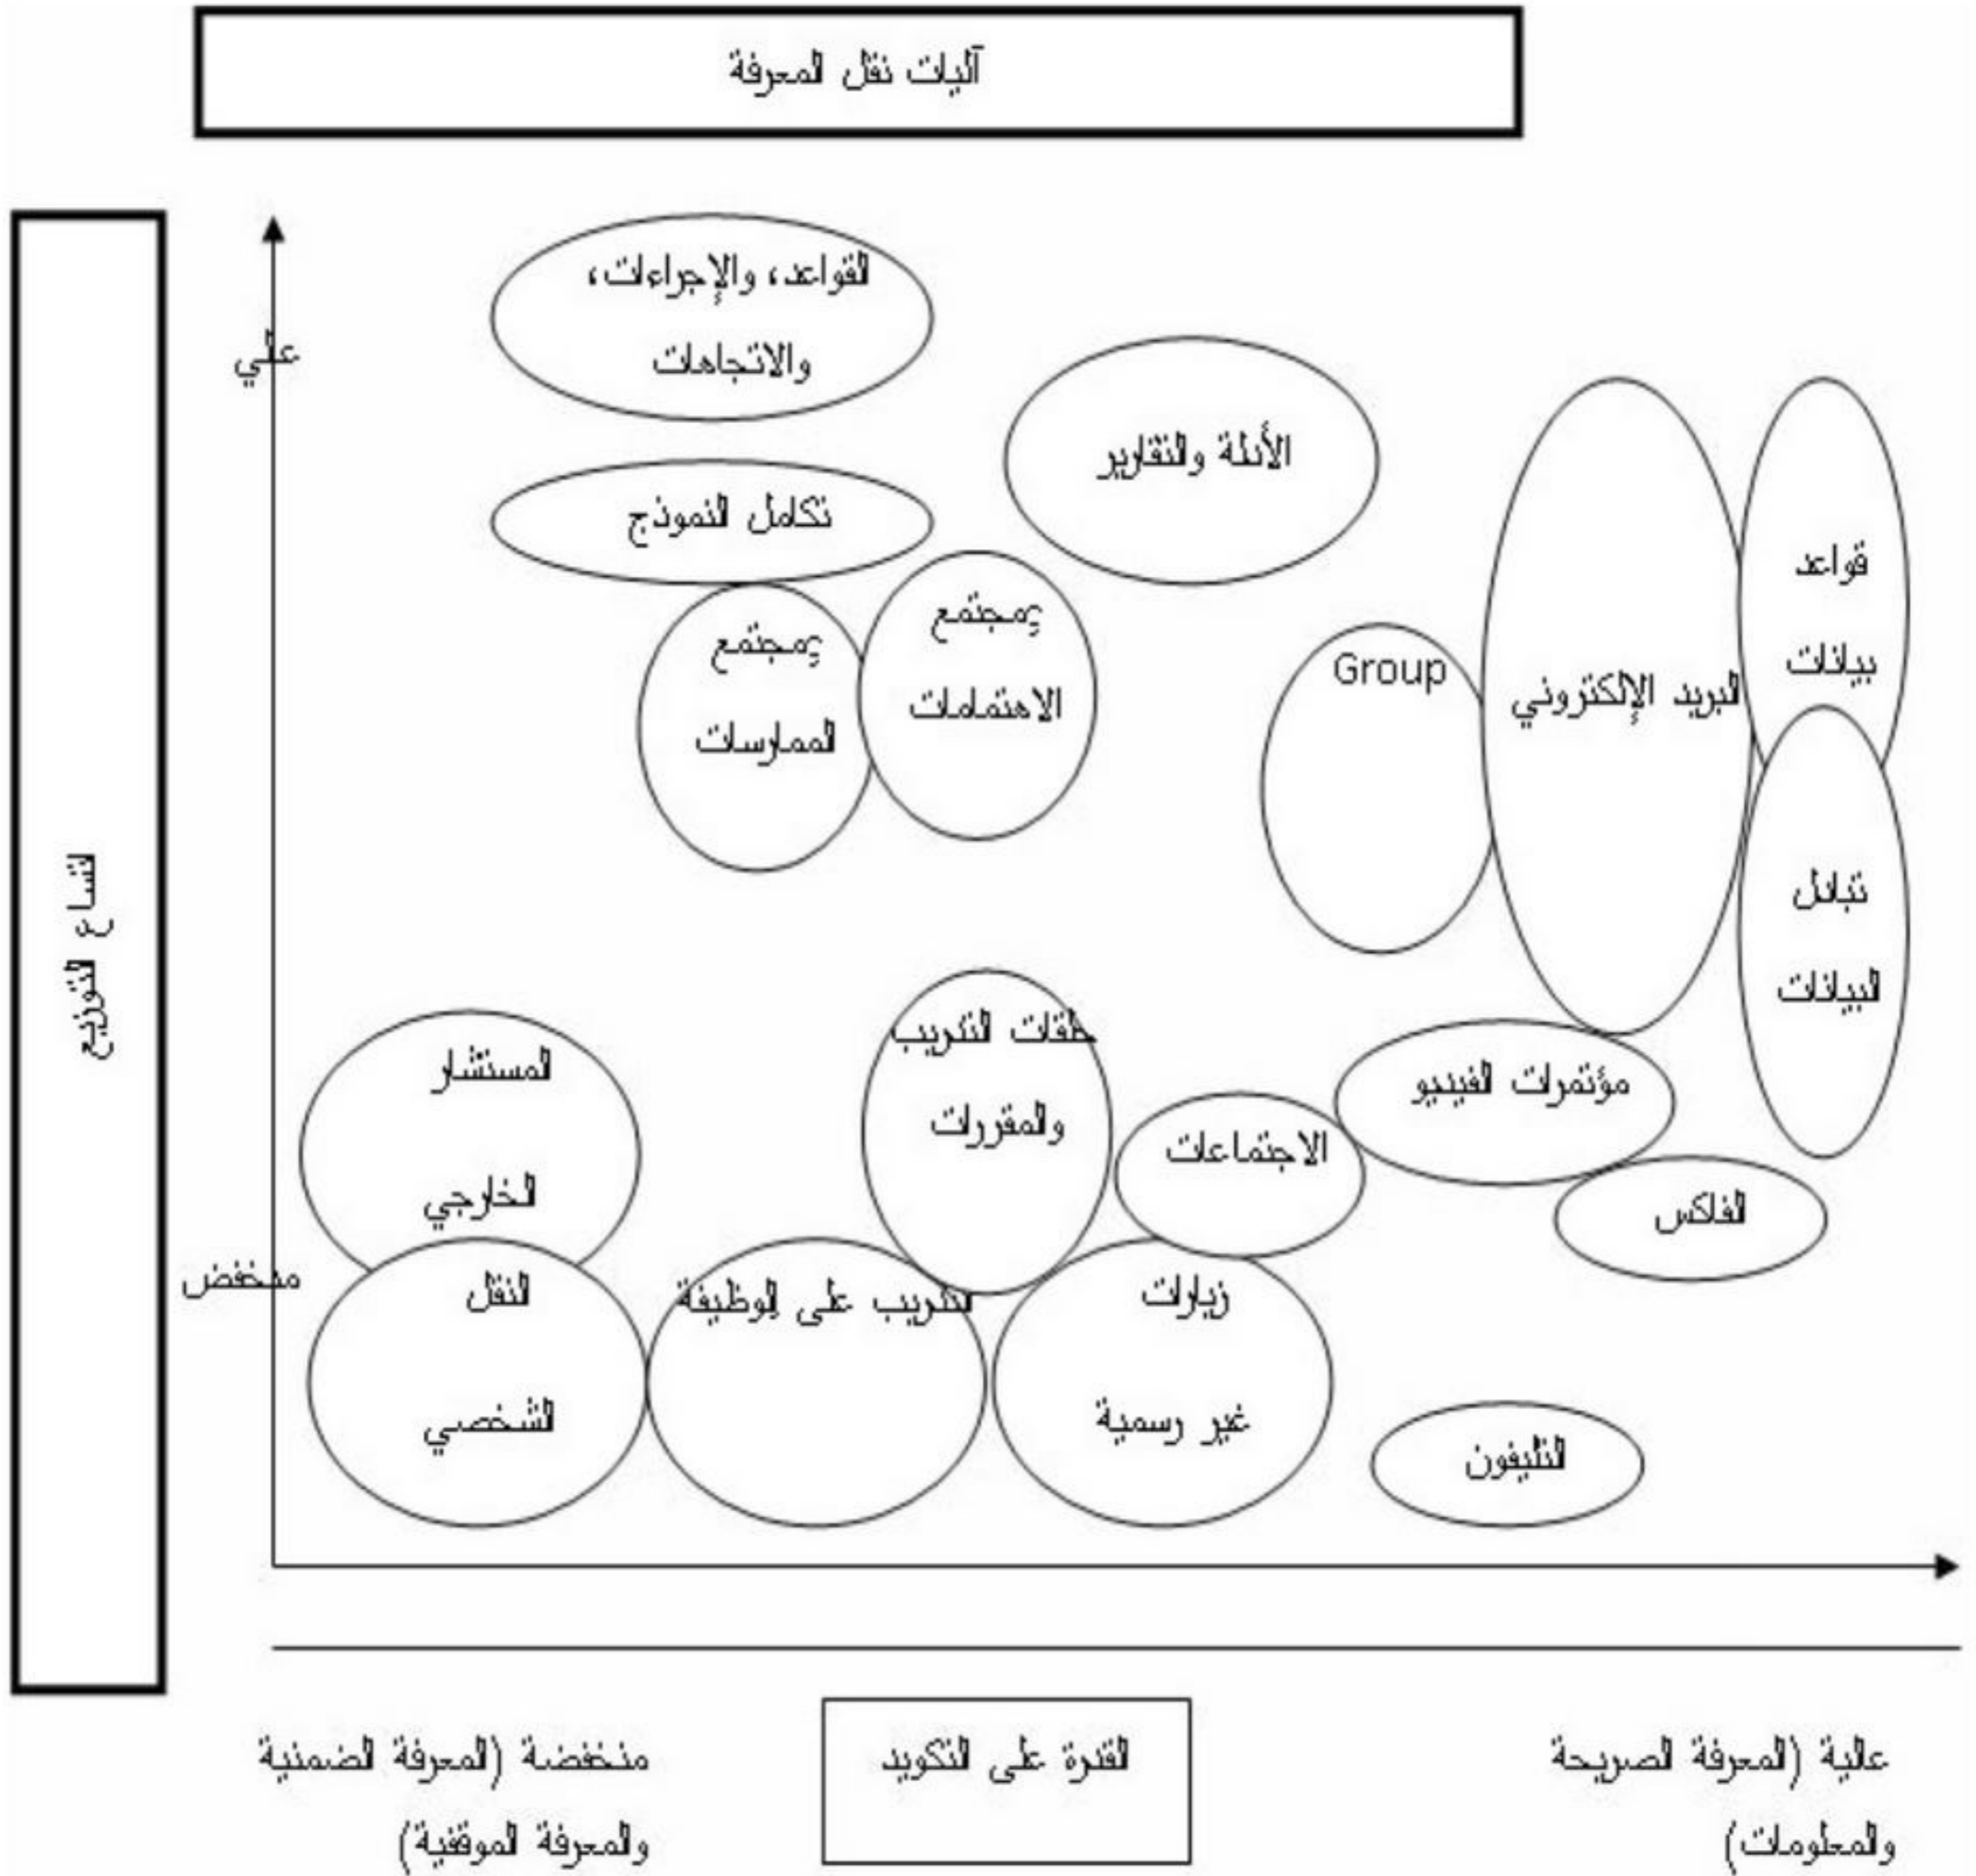 آليات نقل المعرفة
القواعد، والإجراءات،
والاتجاهات
عالي
الأدلة والتقارير
تكامل النموذج
قواعد
بيانات
مجتمع
الاهتمامات
مجتمع
الممارسات
Group
البريد الإلكتروني
تبادل
البيانات
اتساع التوزيع
حلقات التدريب
والمقررات
المستشار
الخارجي
مؤتمرات الفيديو
الاجتماعات
الفاكس
منخفض
النقل
الشخصي
التدريب على الوظيفة
زيارات
غير رسمية
التليفون
منخفضة (المعرفة الضمنية
والمعرفة الموقفية)
القدرة على التكويد
عالية (المعرفة الصريحة
والمعلومات)